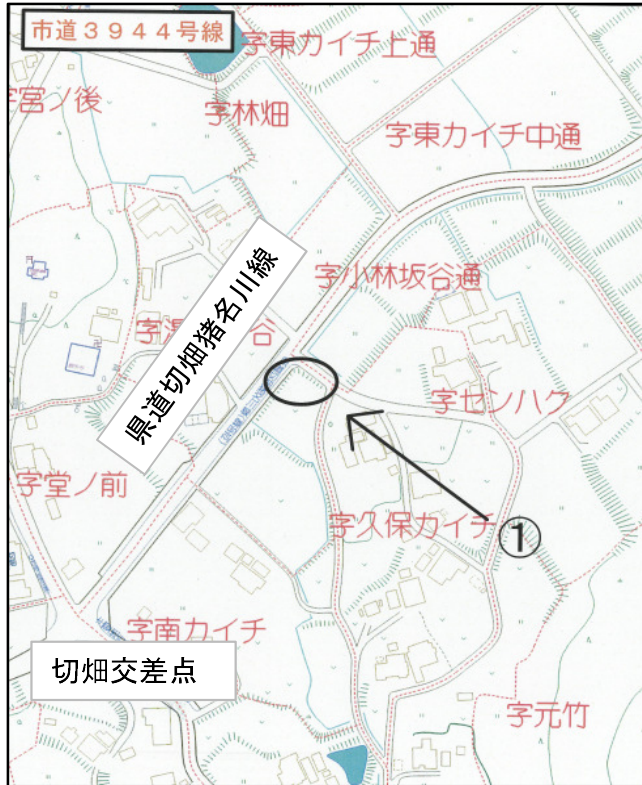 市道3944号線
字東カイチ上通
字宮ノ後
字林畑
字東カイチ中通
県道切畑猪名川線
字小林坂谷通
谷
字センハク
字堂ノ前
字久保カイチ
①
字南カイチ
切畑交差点
字元竹